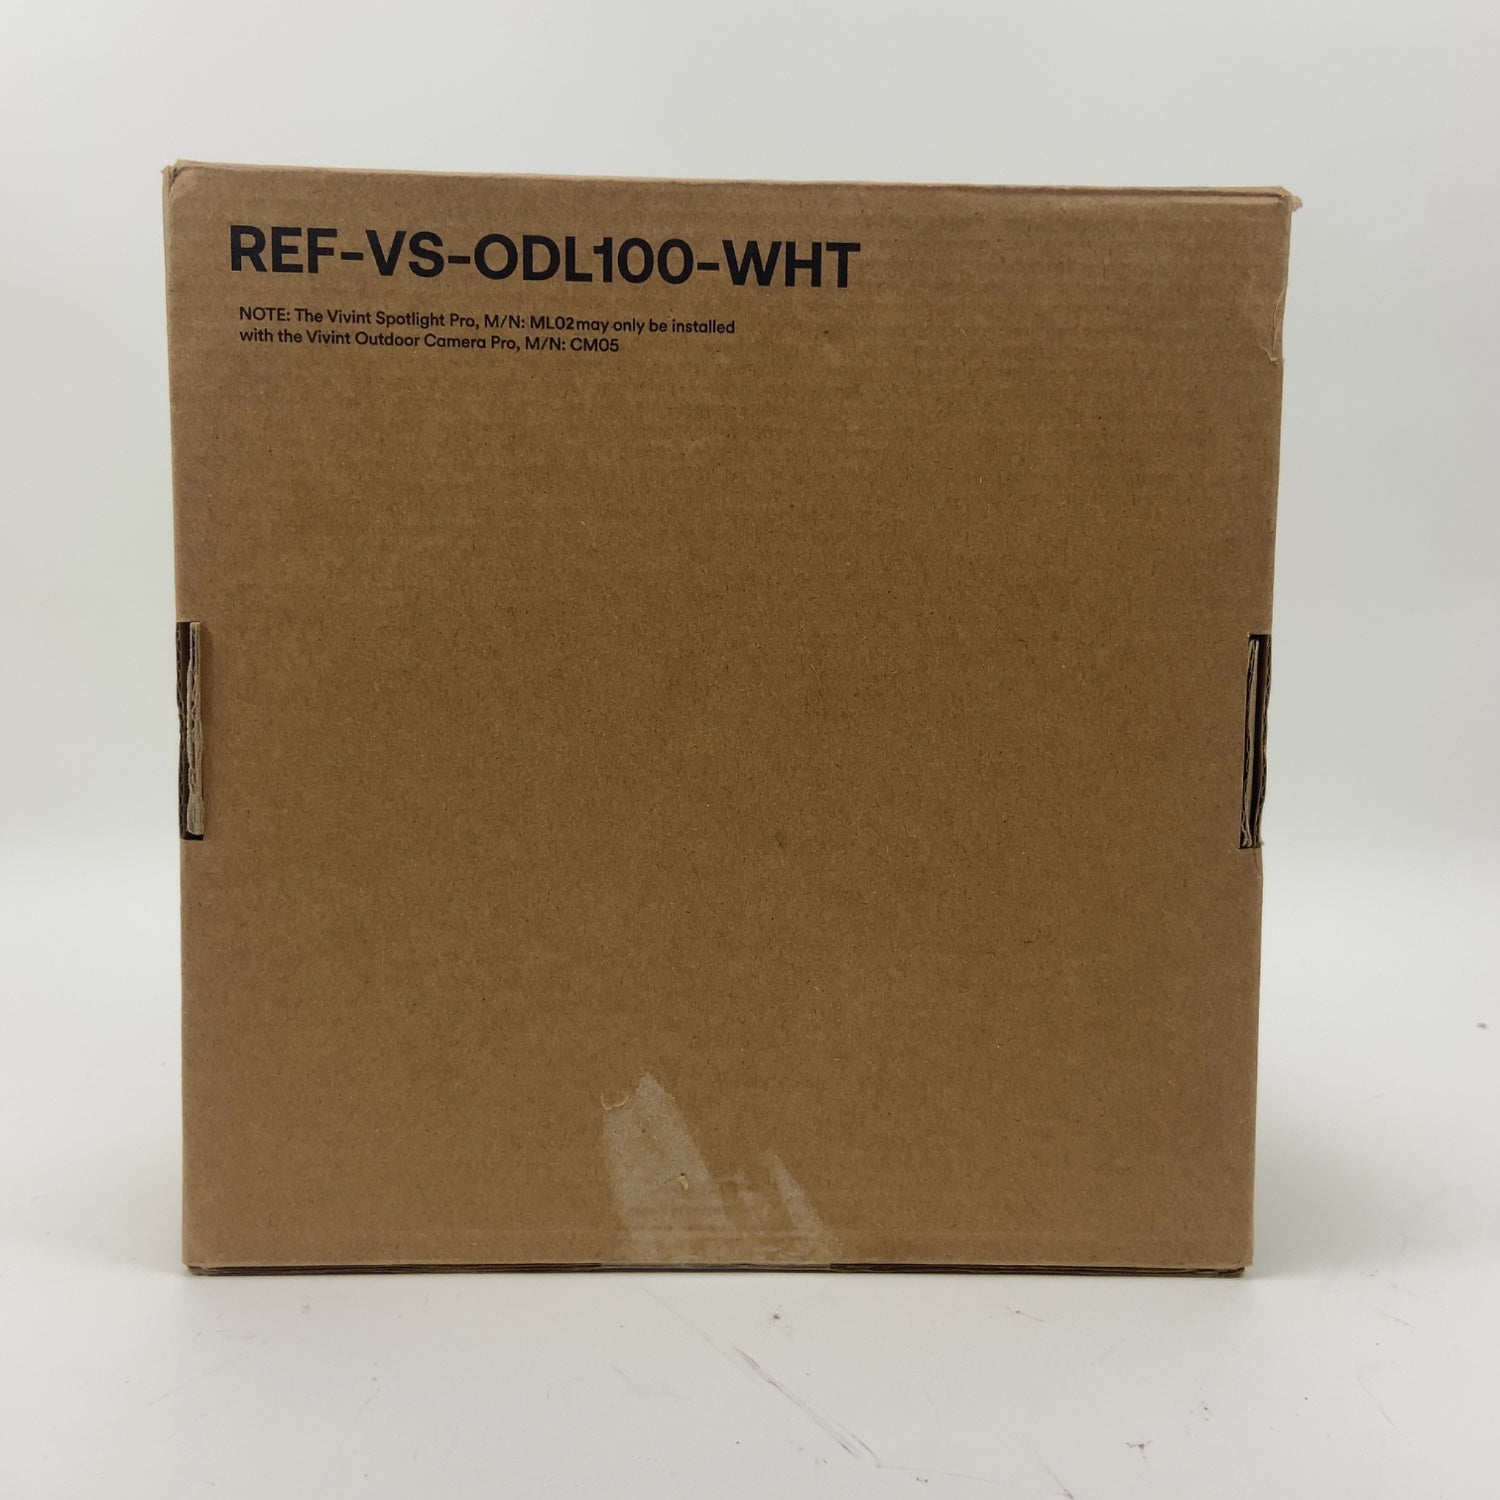 REF-VS-ODL100-WHT
NOTE: The Vivint Spotlight Pro, M/N: ML02may only be installed
with the Vivint Outdoor Camera Pro, M/N: CM05